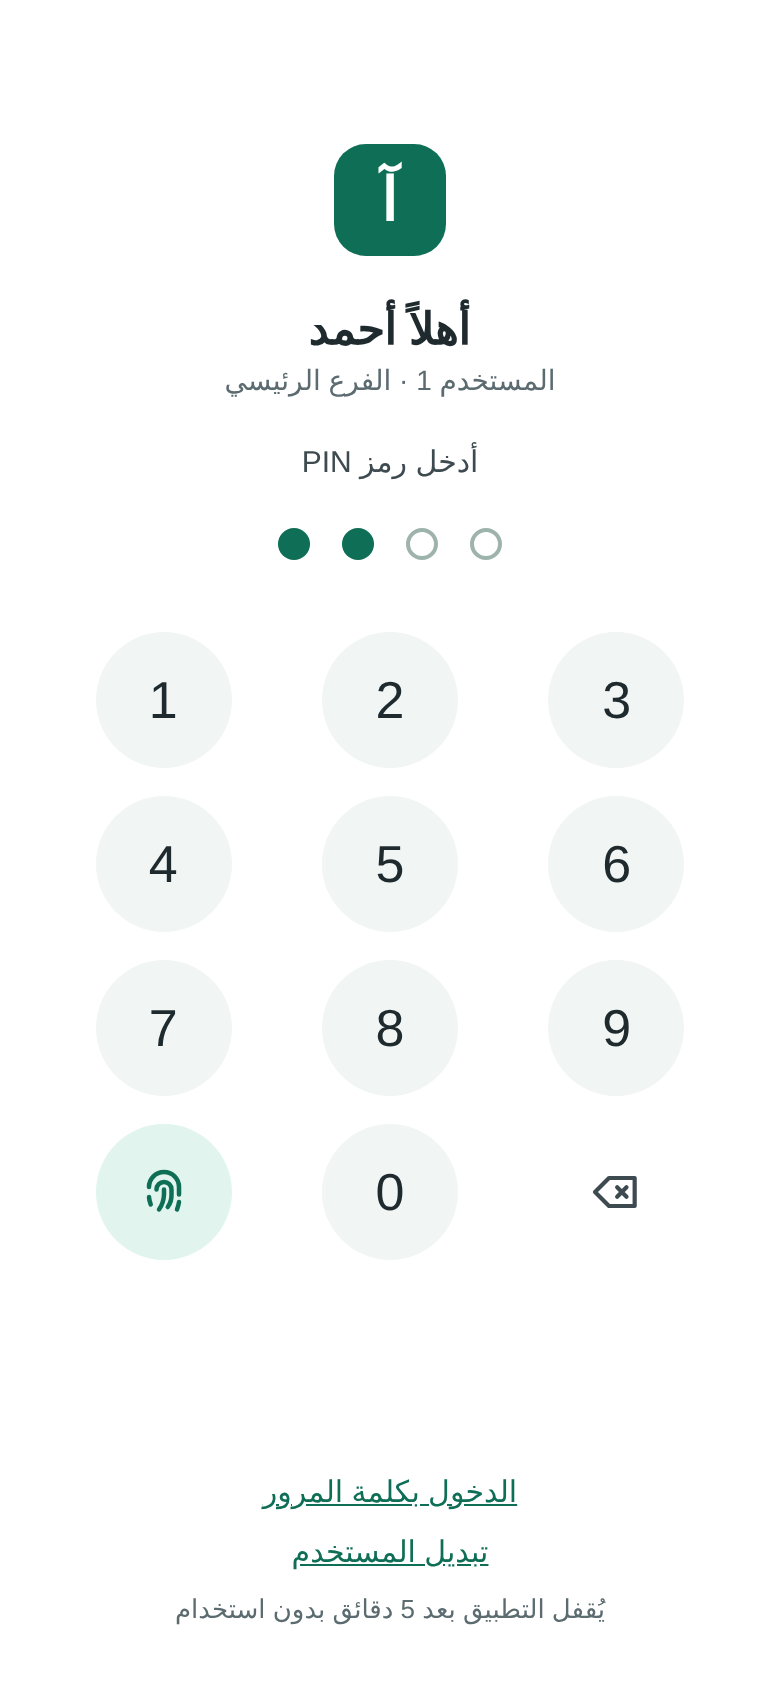 آ
أهلاً أحمد
المستخدم 1 · الفرع الرئيسي
أدخل رمز PIN
1 2 3
4 5 6
7 8 9
0
الدخول بكلمة المرور
تبديل المستخدم
يُقفل التطبيق بعد 5 دقائق بدون استخدام